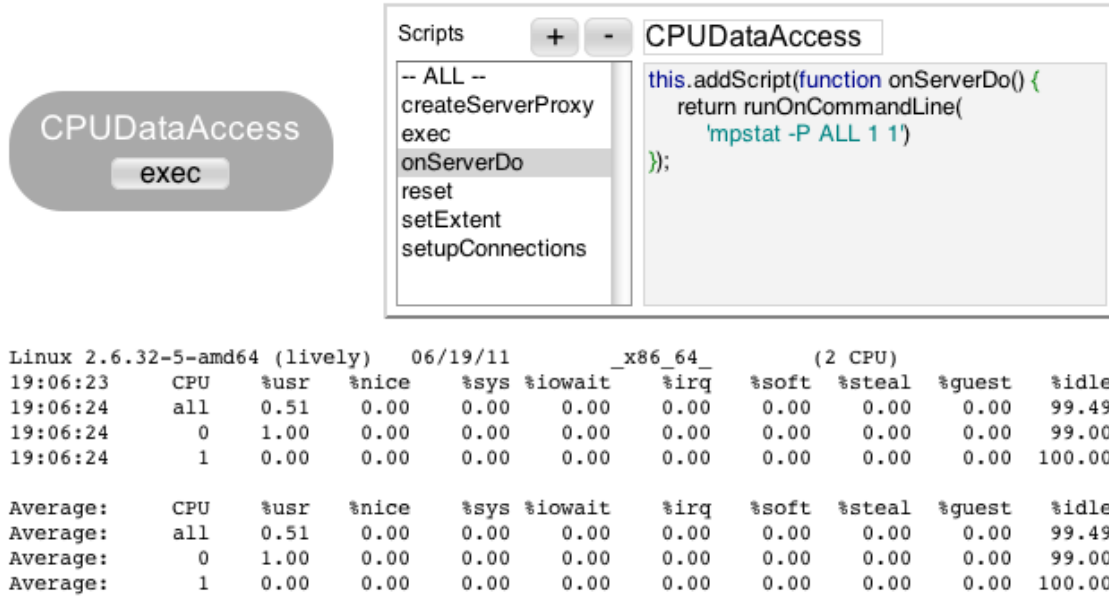 CPUDataAccess
exec
Scripts + - CPUDataAccess
-- ALL --
createServerProxy
exec
onServerDo
reset
setExtent
setupConnections
this.addScript(function onServerDo() {
return runOnCommandLine(
'mpstat -P ALL 1 1')
});
Linux 2.6.32-5-amd64 (lively) 06/19/11 _x86_64_ (2 CPU)
19:06:23 CPU %usr %nice %sys %iowait %irq %soft %steal %guest %idle
19:06:24 all 0.51 0.00 0.00 0.00 0.00 0.00 0.00 0.00 99.49
19:06:24 0 1.00 0.00 0.00 0.00 0.00 0.00 0.00 0.00 99.00
19:06:24 1 0.00 0.00 0.00 0.00 0.00 0.00 0.00 0.00 100.00
Average: CPU %usr %nice %sys %iowait %irq %soft %steal %guest %idle
Average: all 0.51 0.00 0.00 0.00 0.00 0.00 0.00 0.00 99.49
Average: 0 1.00 0.00 0.00 0.00 0.00 0.00 0.00 0.00 99.00
Average: 1 0.00 0.00 0.00 0.00 0.00 0.00 0.00 0.00 100.00